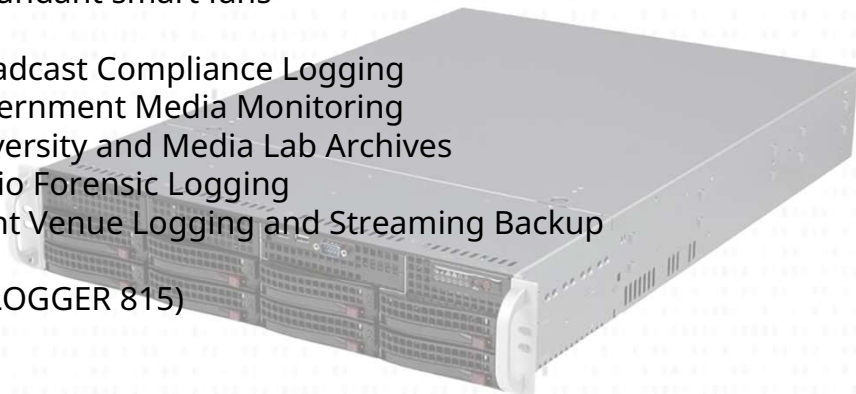 smart fans
Compliance Logging
Media Monitoring
and Media Lab Archives
Forensic Logging
Venue Logging and Streaming Backup
815)